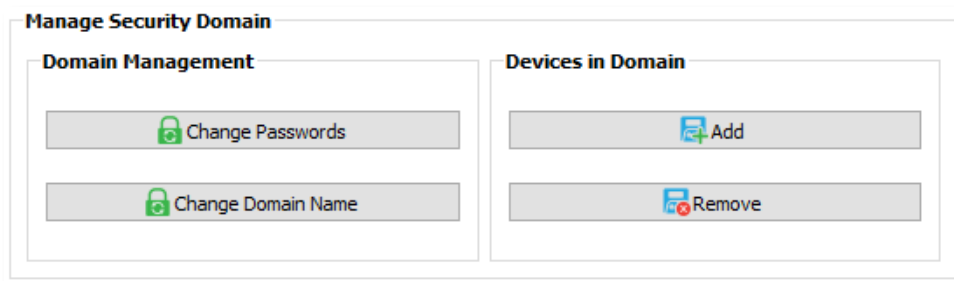 Manage Security Domain
Domain Management
Change Passwords
Change Domain Name
Devices in Domain
Add
Remove